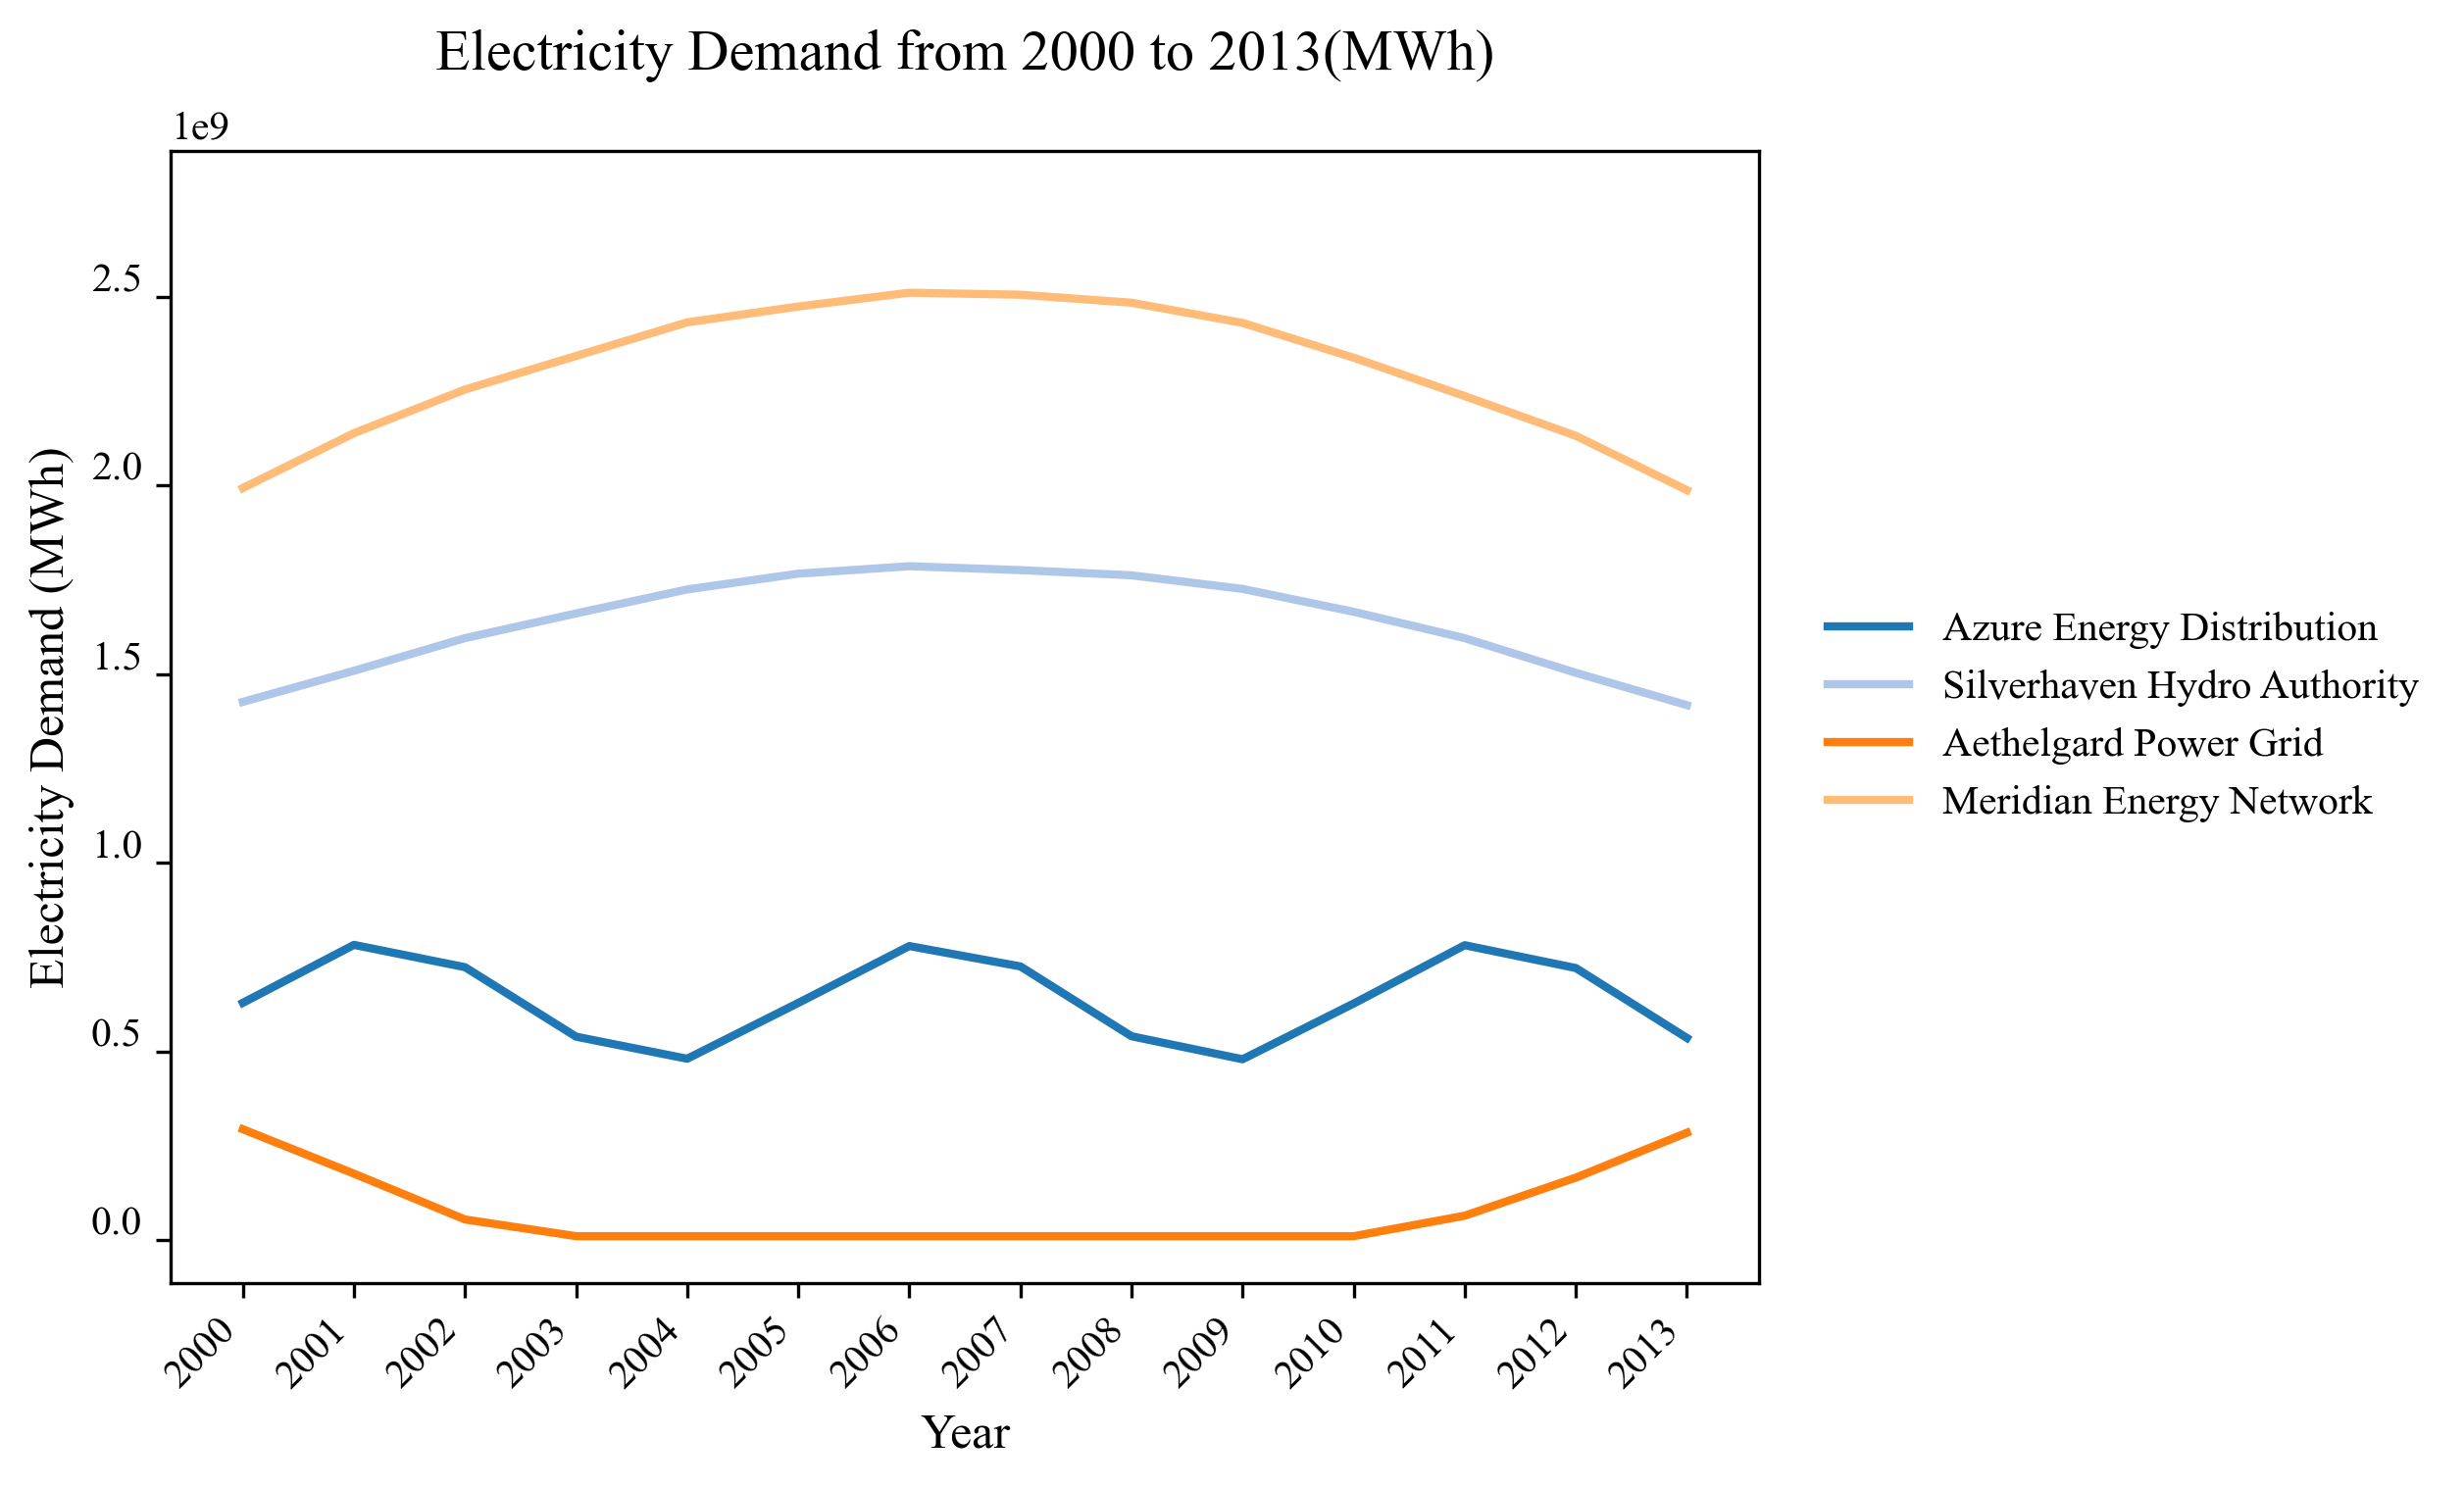 Electricity Demand from 2000 to 2013(MWh)
1e9
2.5
2.0
1.5
1.0
0.5
0.0
Electricity Demand (MWh)
2000
2001
2002
2003
2004
2005
2006
2007
2008
2009
2010
2011
2012
2013
Year
Azure Energy Distribution
Silverhaven Hydro Authority
Aethelgard Power Grid
Meridian Energy Network